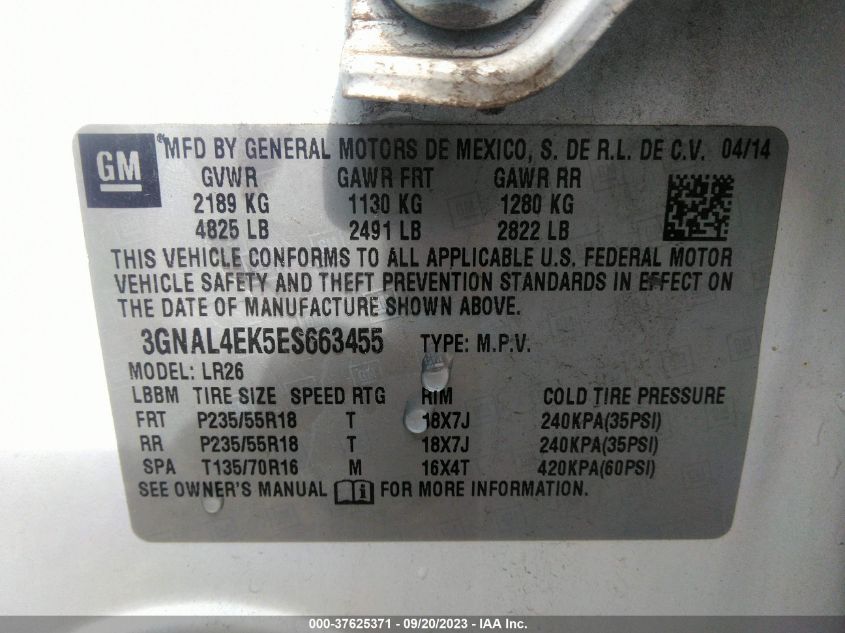 GM
MFD BY GENERAL MOTORS DE MEXICO, S. DE R.L. DE C.V. 04/14
GVWR GAWR FRT GAWR RR
2189 KG 1130 KG 1280 KG
4825 LB 2491 LB 2822 LB
THIS VEHICLE CONFORMS TO ALL APPLICABLE U.S. FEDERAL MOTOR
VEHICLE SAFETY AND THEFT PREVENTION STANDARDS IN EFFECT ON
THE DATE OF MANUFACTURE SHOWN ABOVE.
3GNAL4EK5ES663455 TYPE: M.P.V.
MODEL: LR26
LBBM TIRE SIZE SPEED RTG RIM COLD TIRE PRESSURE
FRT P235/55R18 T 18X7J 240KPA(35PSI)
RR P235/55R18 T 18X7J 240KPA(35PSI)
SPA T135/70R16 M 16X4T 420KPA(60PSI)
SEE OWNER'S MANUAL FOR MORE INFORMATION.
000-37625371 - 09/20/2023 - IAA Inc.